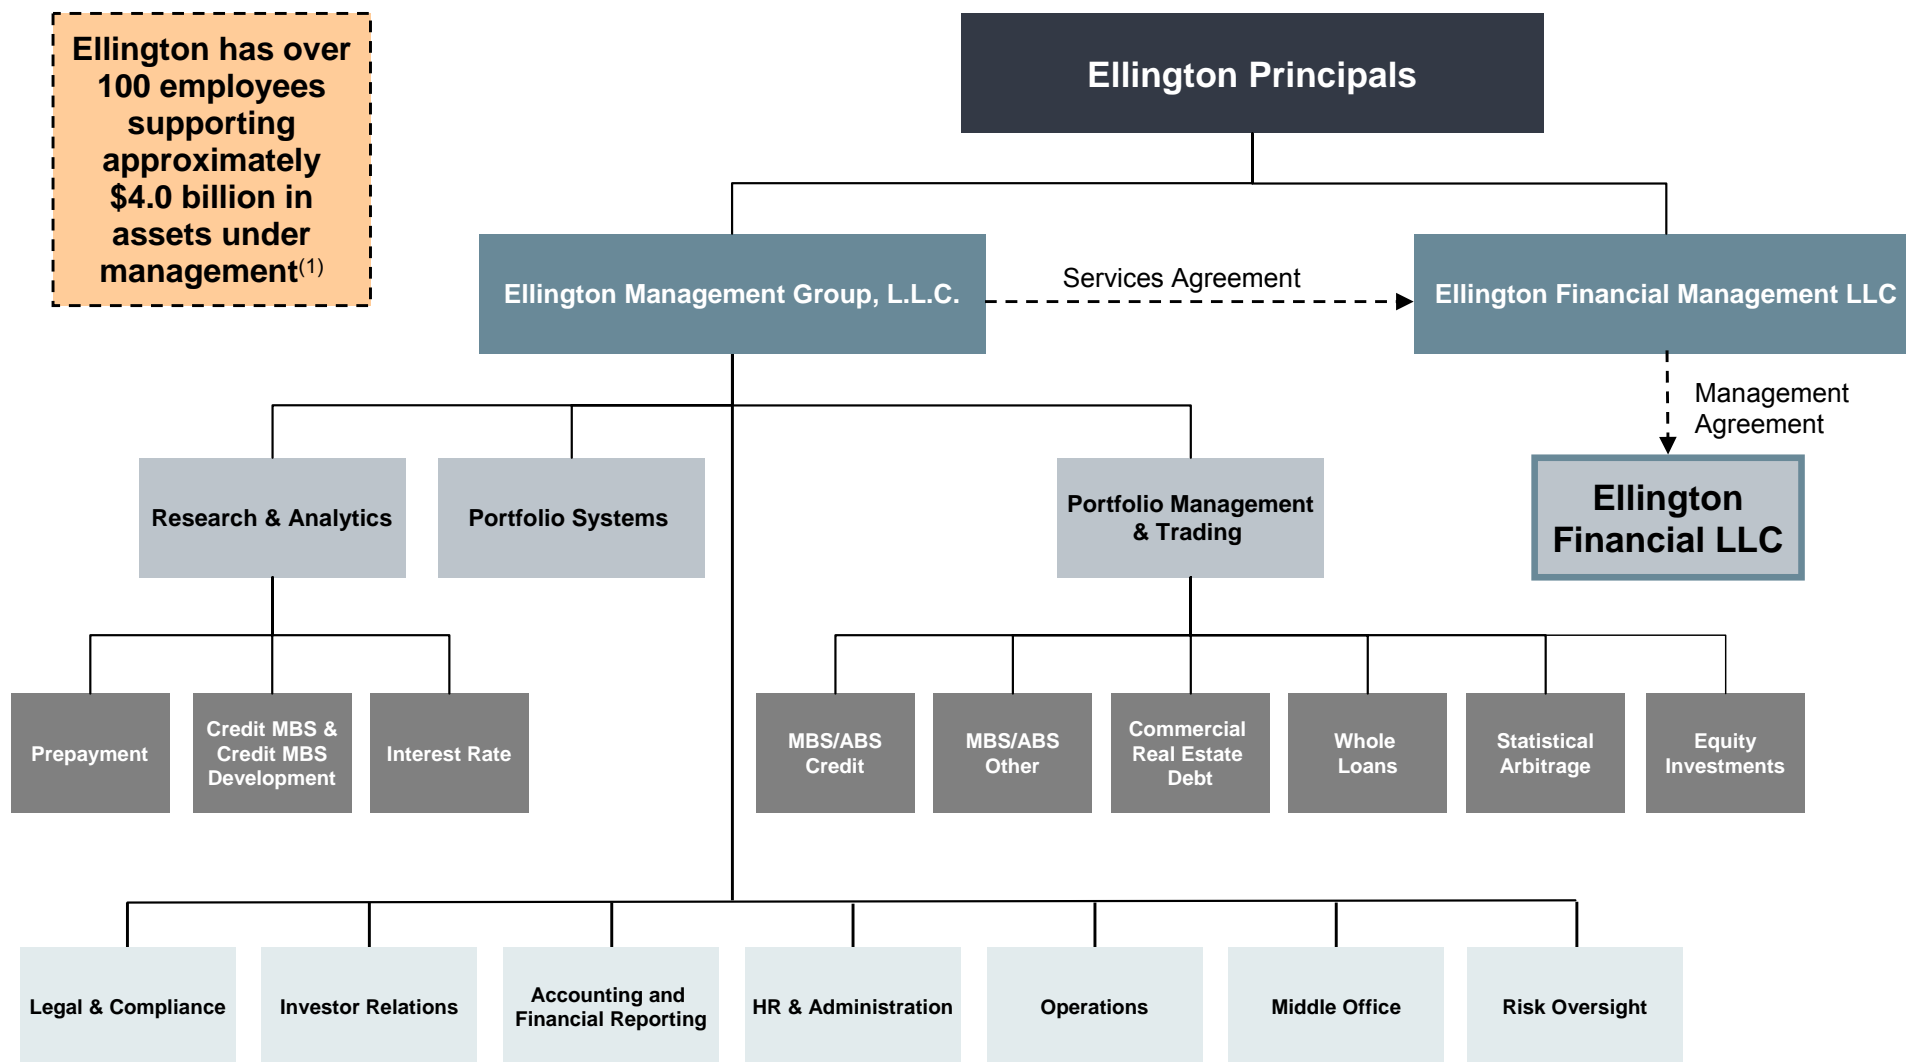 Ellington has over
100 employees
supporting
approximately
$4.0 billion in
assets under
management(1)
Ellington Principals
Ellington Management Group, L.L.C.
Services Agreement
Ellington Financial Management LLC
Management
Agreement
Research & Analytics
Portfolio Systems
Portfolio Management
& Trading
Ellington
Financial LLC
Prepayment
Credit MBS &
Credit MBS
Development
Interest Rate
MBS/ABS
Credit
MBS/ABS
Other
Commercial
Real Estate
Debt
Whole
Loans
Statistical
Arbitrage
Equity
Investments
Legal & Compliance
Investor Relations
Accounting and
Financial Reporting
HR & Administration
Operations
Middle Office
Risk Oversight